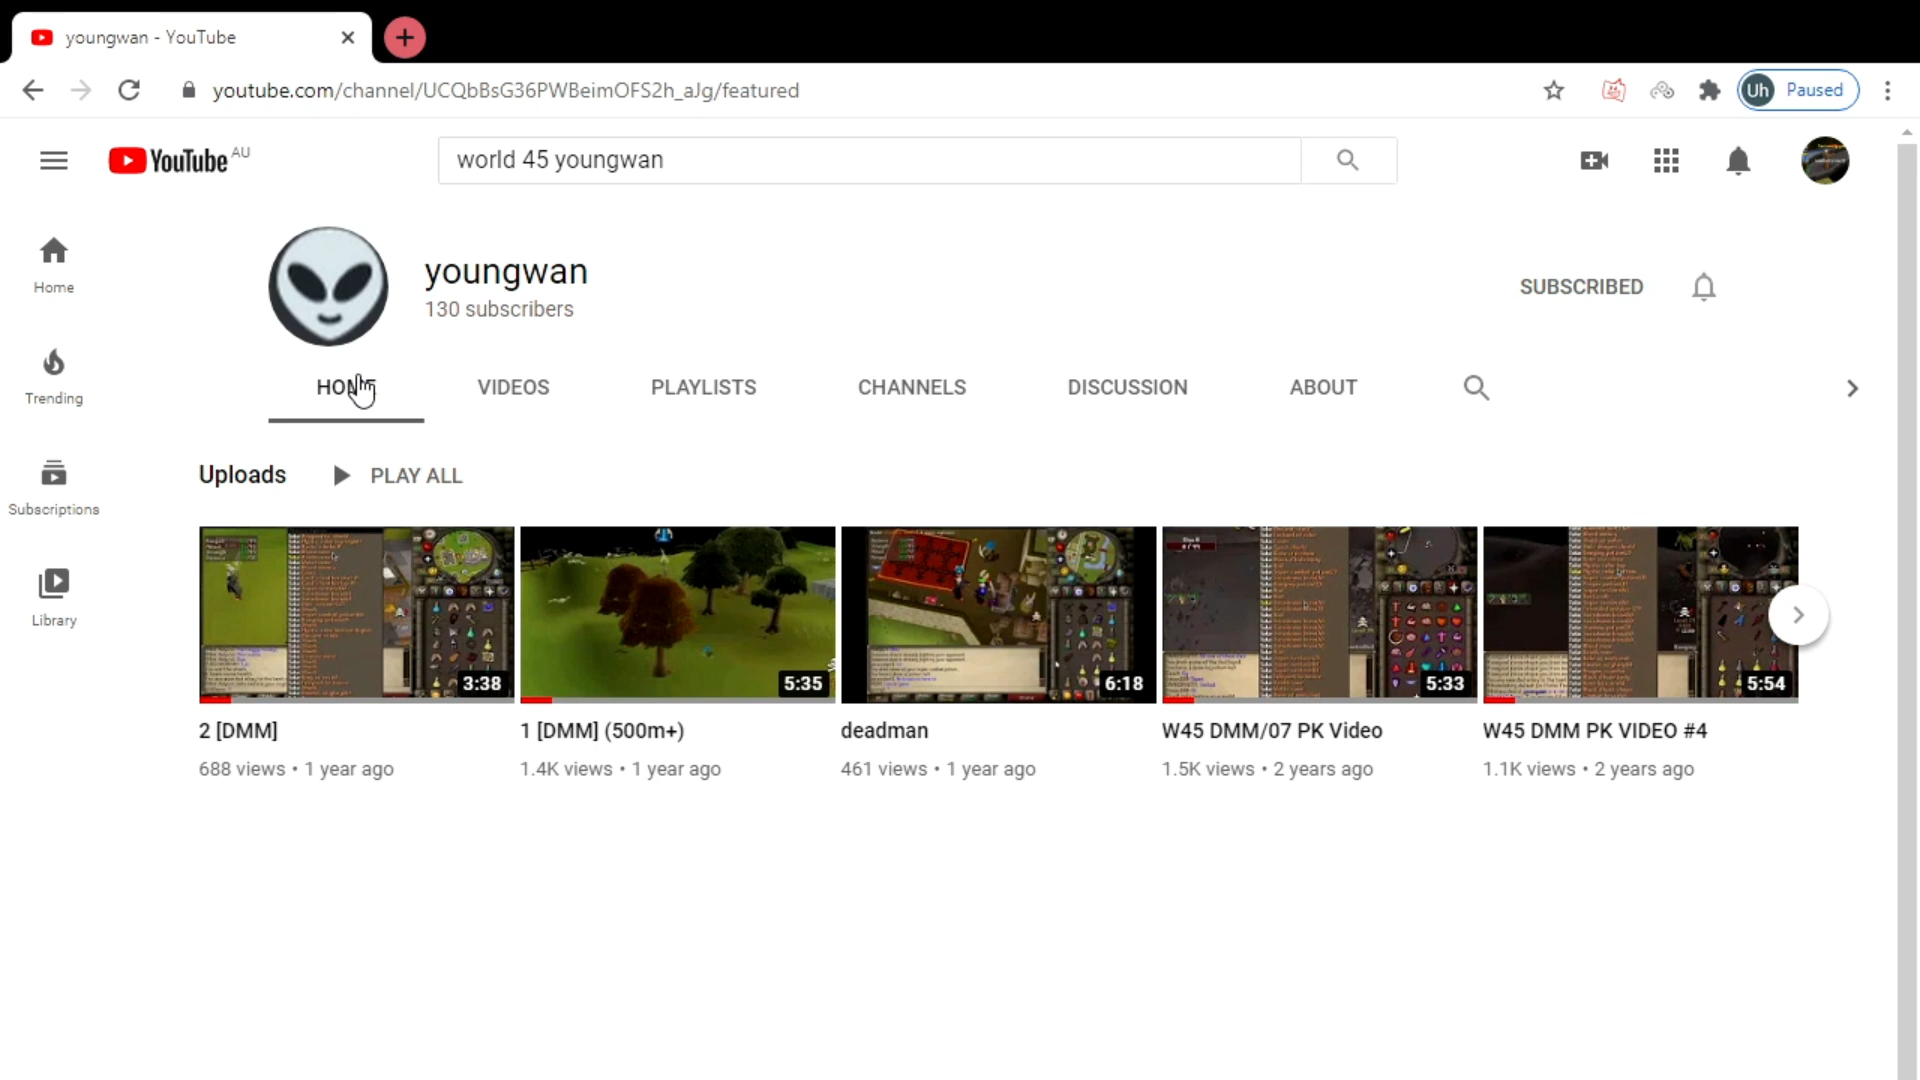 youngwan - YouTube
youtube.com/channel/UCQbBsG36PWBeimOFS2h_aJg/featured
Uh Paused
YouTube AU
world 45 youngwan
Home
Trending
Subscriptions
Library
youngwan
130 subscribers
SUBSCRIBED
HOME VIDEOS PLAYLISTS CHANNELS DISCUSSION ABOUT
Uploads PLAY ALL
3:38 5:35 6:18 5:33 5:54
2 [DMM] 1 [DMM] (500m+) deadman W45 DMM/07 PK Video W45 DMM PK VIDEO #4
688 views • 1 year ago 1.4K views • 1 year ago 461 views • 1 year ago 1.5K views • 2 years ago 1.1K views • 2 years ago